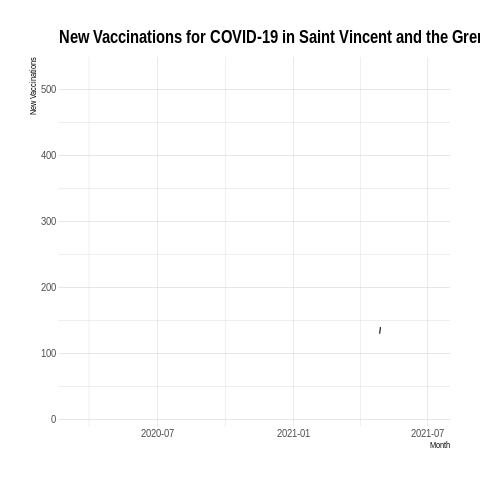 New Vaccinations for COVID-19 in Saint Vincent and the Gren
New Vaccinations
500
400
300
200
100
0
2020-07 2021-01 2021-07
Month